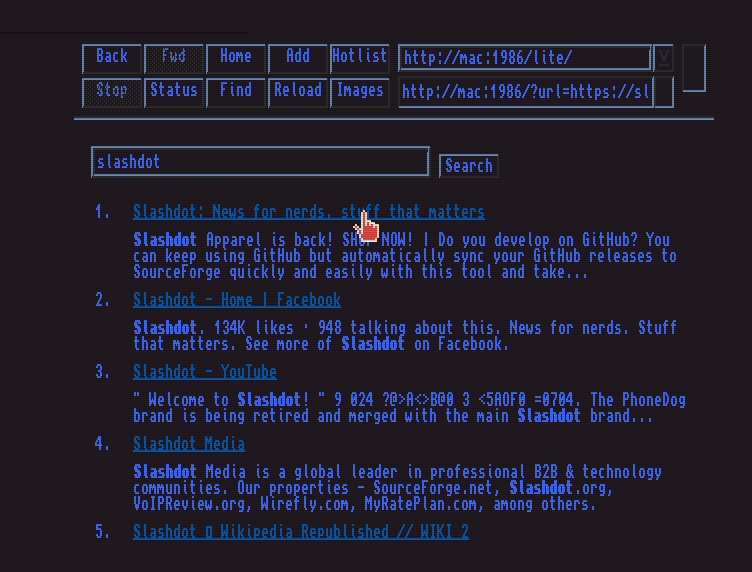 Back Fwd Home Add Hotlist http://mac:1986/lite/ V
Stop Status Find Reload Images http://mac:1986/?url=https://sl
slashdot Search
1. Slashdot: News for nerds, stuff that matters
Slashdot Apparel is back! SHOP NOW! | Do you develop on GitHub? You
can keep using GitHub but automatically sync your GitHub releases to
SourceForge quickly and easily with this tool and take...
2. Slashdot - Home | Facebook
Slashdot. 134K likes · 948 talking about this. News for nerds. Stuff
that matters. See more of Slashdot on Facebook.
3. Slashdot - YouTube
" Welcome to Slashdot! " 9 024 ?@>A<>B@0 3 <5AOF0 =0704. The PhoneDog
brand is being retired and merged with the main Slashdot brand...
4. Slashdot Media
Slashdot Media is a global leader in professional B2B & technology
communities. Our properties - SourceForge.net, Slashdot.org,
VoIPReview.org, Wirefly.com, MyRatePlan.com, among others.
5. Slashdot ▯ Wikipedia Republished // WIKI 2